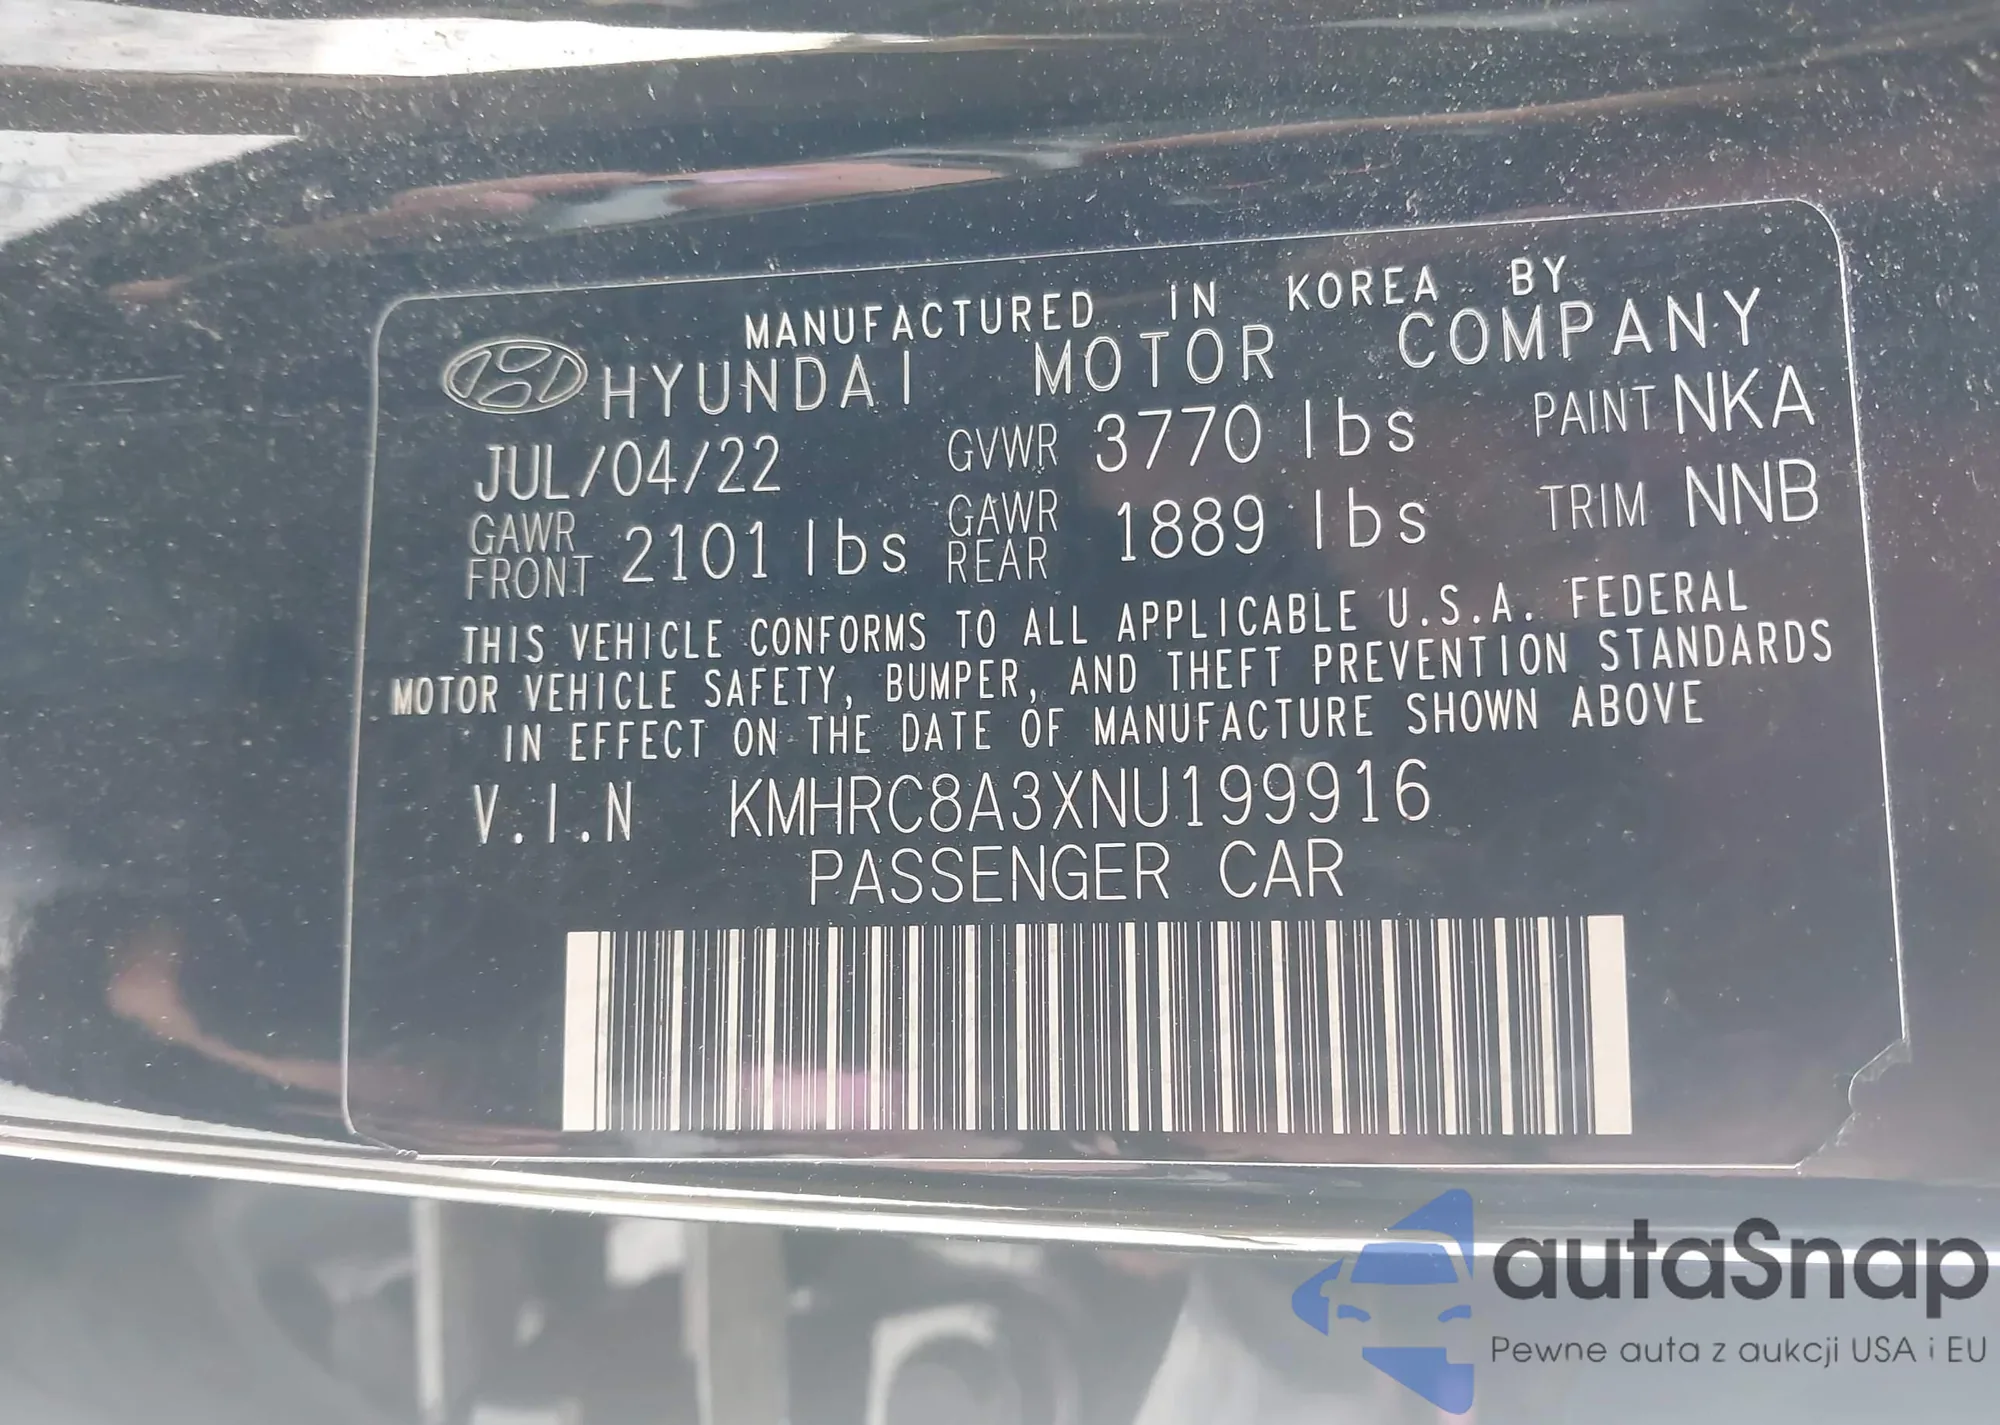 MANUFACTURED IN KOREA BY
HYUNDAI MOTOR COMPANY
JUL/04/22 GVWR 3770 lbs PAINT NKA
GAWR FRONT 2101 lbs GAWR REAR 1889 lbs TRIM NNB
THIS VEHICLE CONFORMS TO ALL APPLICABLE U.S.A. FEDERAL
MOTOR VEHICLE SAFETY, BUMPER, AND THEFT PREVENTION STANDARDS
IN EFFECT ON THE DATE OF MANUFACTURE SHOWN ABOVE
V.I.N KMHRC8A3XNU199916
PASSENGER CAR
autaSnap
Pewne auta z aukcji USA i EU